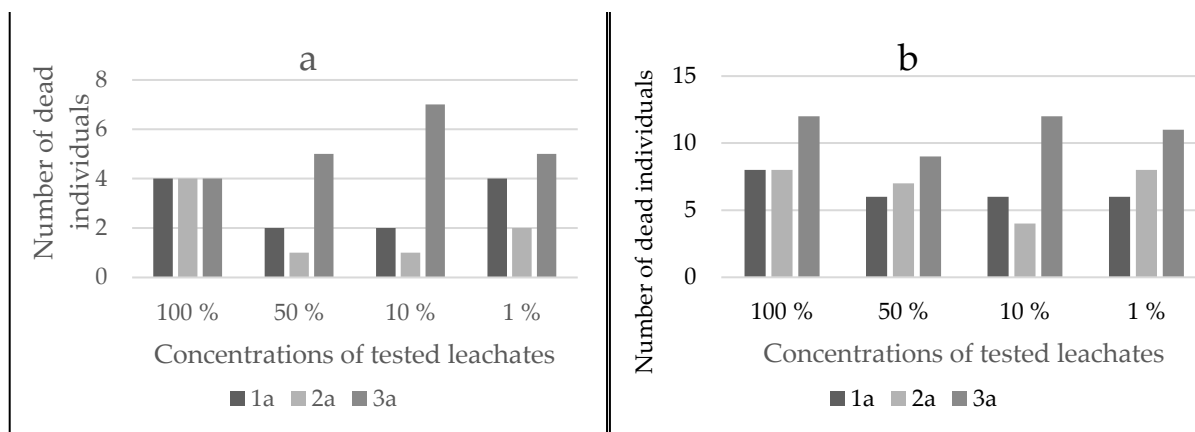 a
Number of dead
individuals
8
6
4
2
0
100 %
50 %
10 %
1 %
Concentrations of tested leachates
1a
2a
3a
b
Number of dead individuals
15
10
5
0
100 %
50 %
10 %
1 %
Concentrations of tested leachates
1a
2a
3a